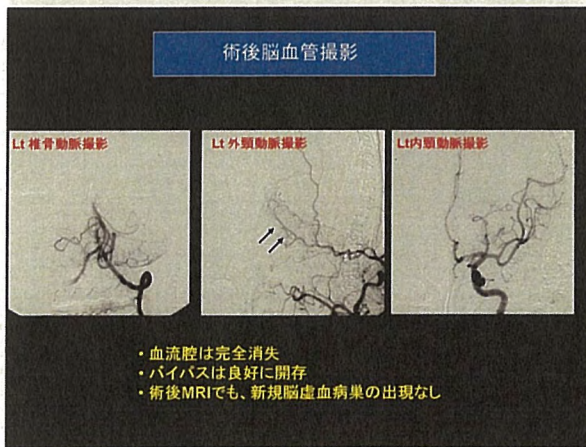 術後脳血管撮影
Lt 椎骨動脈撮影
Lt 外頸動脈撮影
Lt内頸動脈撮影
・血流腔は完全消失
・バイパスは良好に開存
・術後MRIでも、新規脳虚血病巣の出現なし